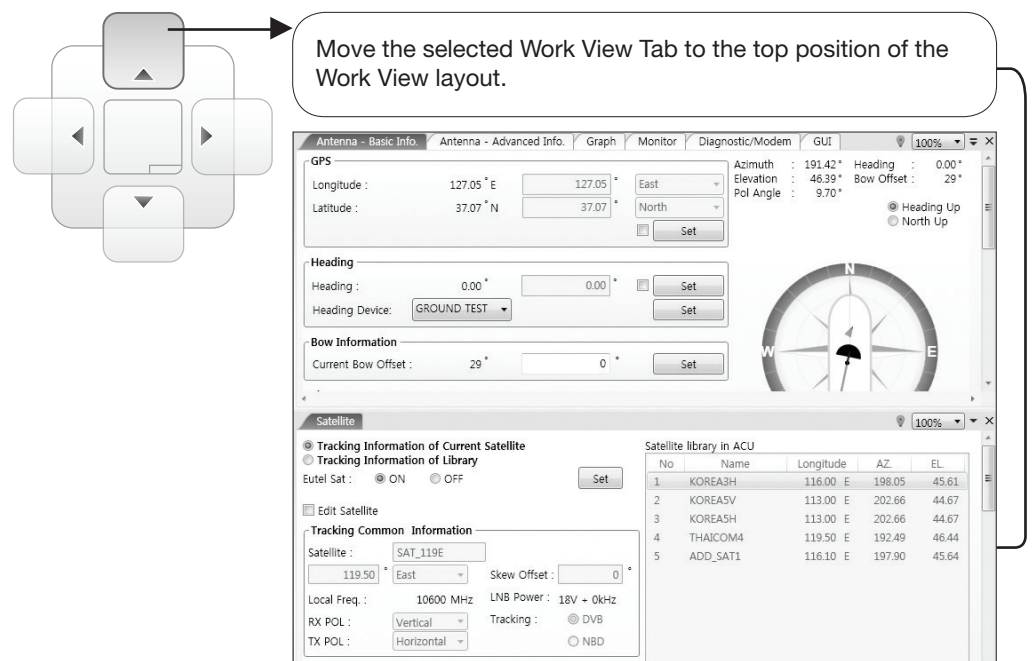 Move the selected Work View Tab to the top position of the
Work View layout.
Antenna - Basic Info. Antenna - Advanced Info. Graph Monitor Diagnostic/Modem GUI 100%
GPS
Longitude : 127.05 ° E 127.05 ° East
Latitude : 37.07 ° N 37.07 ° North
Set
Azimuth : 191.42° Heading : 0.00°
Elevation : 46.39° Bow Offset : 29°
Pol Angle : 9.70°
Heading Up
North Up
Heading
Heading : 0.00 ° 0.00 ° Set
Heading Device: GROUND TEST Set
Bow Information
Current Bow Offset : 29 ° 0 ° Set
N
W E
Satellite 100%
Tracking Information of Current Satellite
Tracking Information of Library
Eutel Sat : ON OFF Set
Edit Satellite
Tracking Common Information
Satellite : SAT_119E
119.50 ° East Skew Offset : 0 °
Local Freq. : 10600 MHz LNB Power : 18V + 0kHz
RX POL : Vertical Tracking : DVB
TX POL : Horizontal NBD
Satellite library in ACU
No Name Longitude AZ. EL.
1 KOREA3H 116.00 E 198.05 45.61
2 KOREA5V 113.00 E 202.66 44.67
3 KOREA5H 113.00 E 202.66 44.67
4 THAICOM4 119.50 E 192.49 46.44
5 ADD_SAT1 116.10 E 197.90 45.64